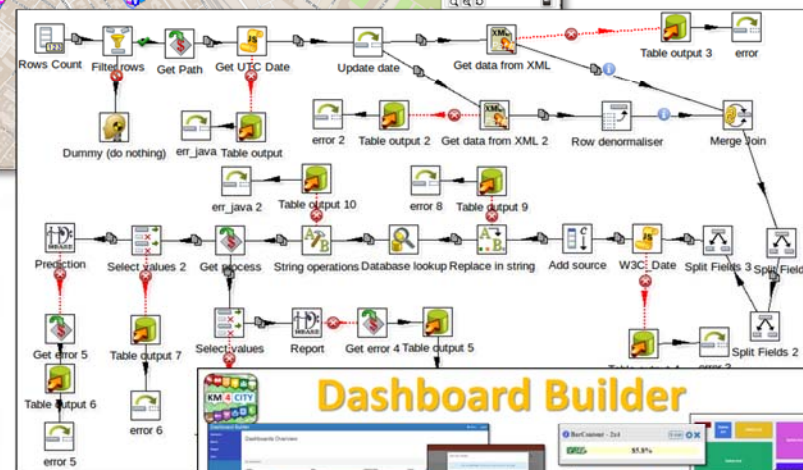 Rows Count
Filter rows
Get Path
Get UTC Date
Update date
Get data from XML
Table output 3
error
Dummy (do nothing)
err_java
Table output
error 2
Table output 2
Get data from XML 2
Row denormaliser
Merge Join
err_java 2
Table output 10
error 8
Table output 9
Prediction
Select values 2
Get process
String operations
Database lookup
Replace in string
Add source
W3C_Date
Split Fields 3
Split Field
Get error 5
Table output 7
Select values
Report
Get error 4
Table output 5
Split Fields 2
Table output 6
error 6
error 5
KM 4 CITY
Dashboard Builder
Dashboards Overview